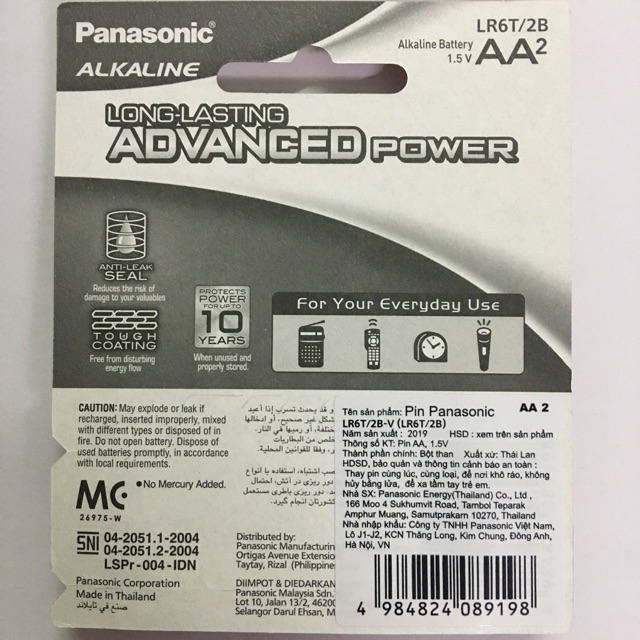 Panasonic®
ALKALINE
LR6T/2B
Alkaline Battery
1.5 V
AA2
LONG-LASTING
ADVANCED POWER
ANTI-LEAK
SEAL
Reduces the risk of
damage to your valuables
TOUGH
COATING
Free from disturbing
energy flow
PROTECTS
POWER
FOR UP TO
10
YEARS
When unused and
properly stored.
For Your Everyday Use
CAUTION: May explode or leak if
recharged, inserted improperly, mixed
with different types or disposed of in
fire. Do not open battery. Dispose of
used batteries promptly, in accordance
with local requirements.
MC
26975-W
• No Mercury Added.
SNI
04-2051.1-2004
04-2051.2-2004
LSPr-004-IDN
Panasonic Corporation
Made in Thailand
صنع في تايلاند
Distributed by:
Panasonic Manufacturin
Ortigas Avenue Extension
Taytay, Rizal (Philippine
DIIMPOT & DIEDARKAN
Panasonic Malaysia Sdn.
Lot 10, Jalan 13/2, 46200
Selangor Darul Ehsan, M
Tên sản phẩm: Pin Panasonic AA 2
LR6T/2B-V (LR6T/2B)
Năm sản xuất : 2019 HSD : xem trên sản phẩm
Thông số KT: Pin AA, 1.5V
Thành phần chính: Bột than Xuất xứ: Thái Lan
HDSD, bảo quản và thông tin cảnh báo an toàn :
Thay pin cùng lúc, cùng loại, để nơi khô ráo, không
hủy bằng lửa, để xa tầm tay trẻ em.
Nhà SX: Panasonic Energy(Thailand) Co., Ltd ,
166 Moo 4 Sukhumvit Road, Tambol Teparak
Amphur Muang, Samutprakarn 10270, Thailand
Nhà nhập khẩu: Công ty TNHH Panasonic Việt Nam,
Lô J1-J2, KCN Thăng Long, Kim Chung, Đông Anh,
Hà Nội, VN
4 984824 089198